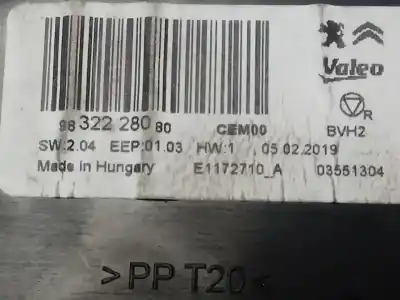 Valeo
98 322 280 80
CEM00
R
BVH2
SW:2.04 EEP:01.03 HW:1 05.02.2019
Made in Hungary E1172710_A 03551304
>PP T20<